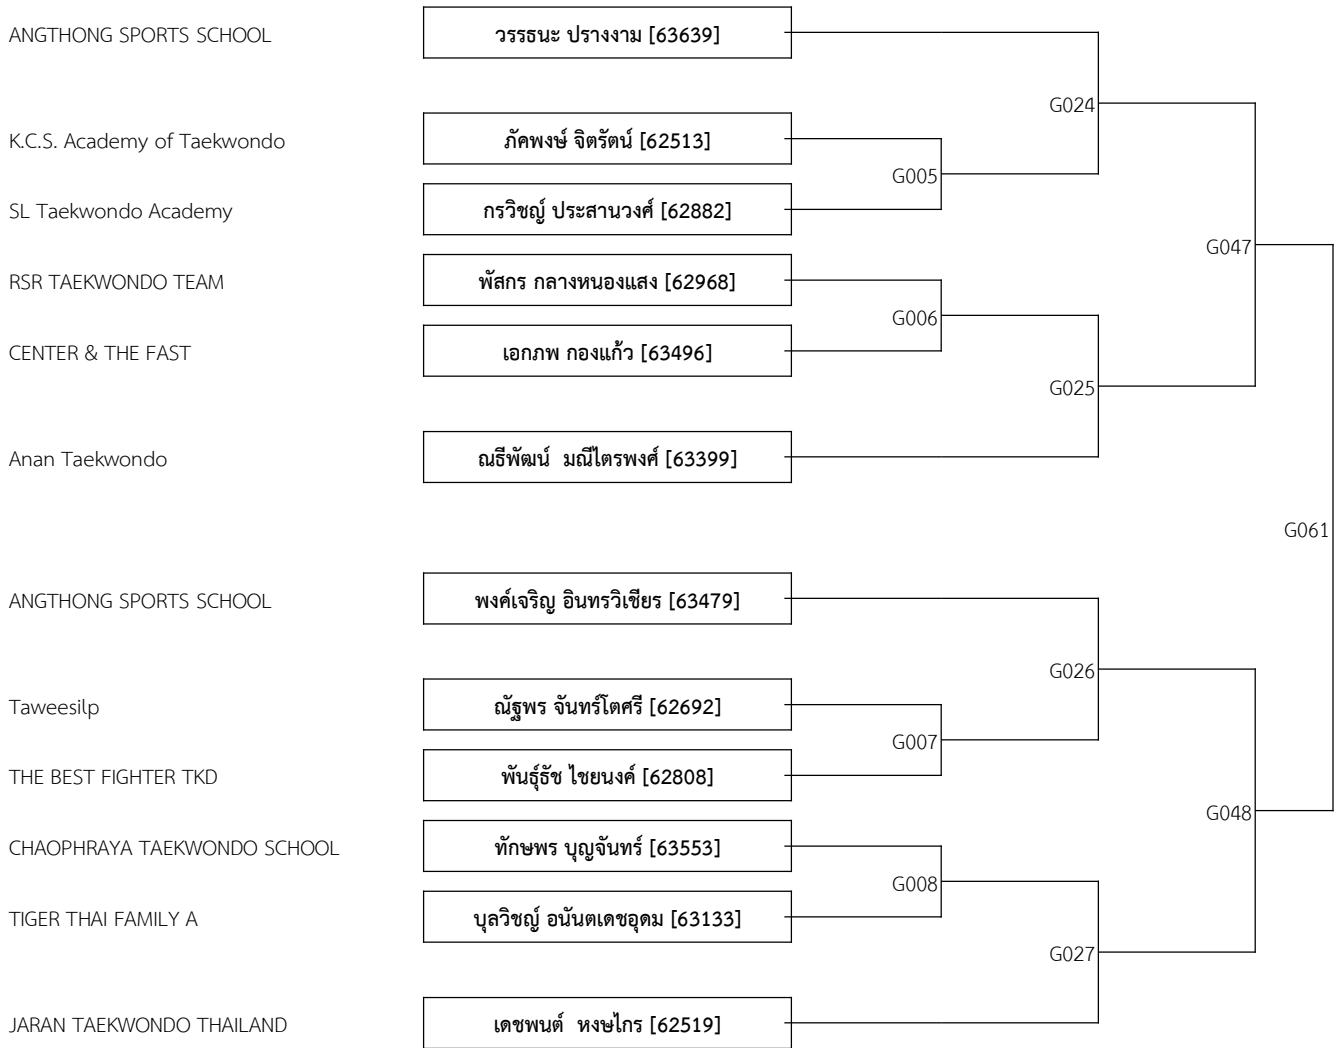 ANGTHONG SPORTS SCHOOL วรรธนะ ปรางงาม [63639]
G024
K.C.S. Academy of Taekwondo ภัคพงษ์ จิตรัตน์ [62513]
G005
SL Taekwondo Academy กรวิชญ์ ประสานวงศ์ [62882]
G047
RSR TAEKWONDO TEAM พัสกร กลางหนองแสง [62968]
G006
CENTER & THE FAST เอกภพ กองแก้ว [63496]
G025
Anan Taekwondo ณธีพัฒน์ มณีไตรพงศ์ [63399]
G061
ANGTHONG SPORTS SCHOOL พงค์เจริญ อินทรวิเชียร [63479]
G026
Taweesilp ณัฐพร จันทร์โตศรี [62692]
G007
THE BEST FIGHTER TKD พันธุ์ธัช ไชยนงค์ [62808]
G048
CHAOPHRAYA TAEKWONDO SCHOOL ทักษพร บุญจันทร์ [63553]
G008
TIGER THAI FAMILY A บุลวิชญ์ อนันตเดชอุดม [63133]
G027
JARAN TAEKWONDO THAILAND เดชพนต์ หงษไกร [62519]